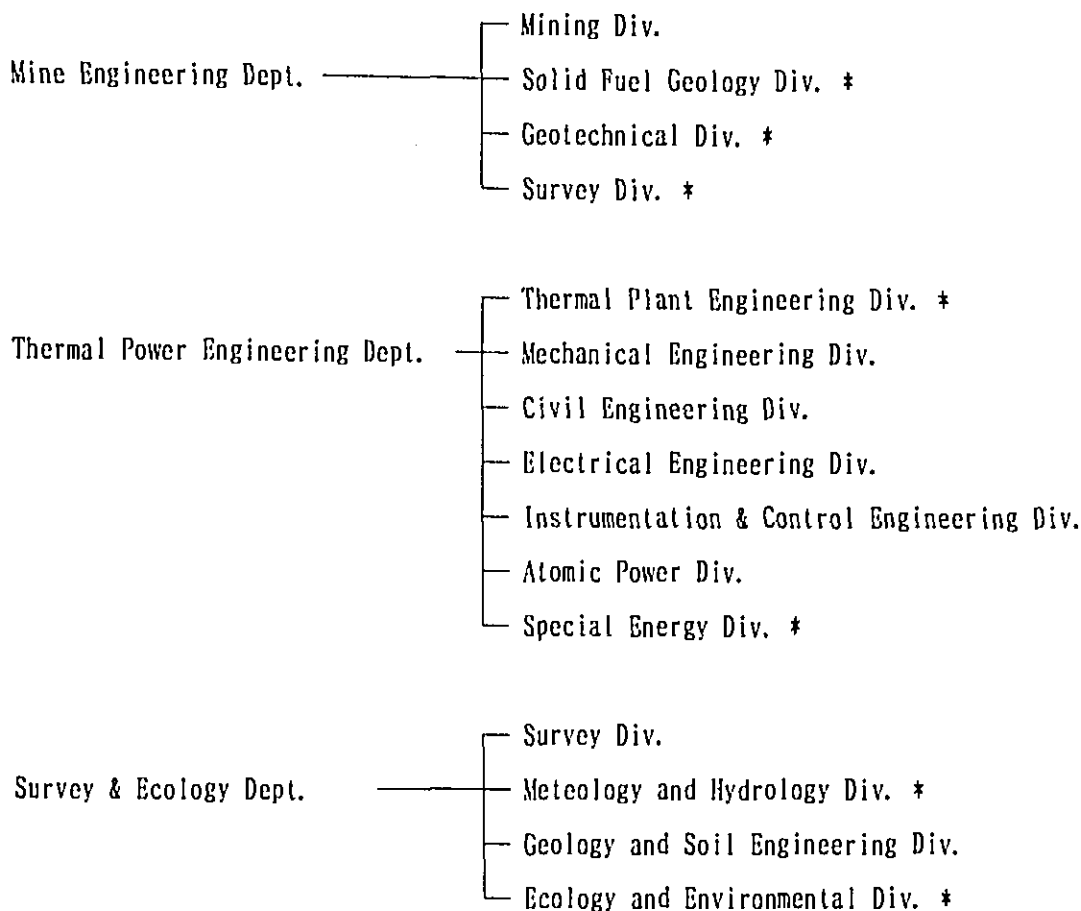 Mining Div.
Mine Engineering Dept.
Solid Fuel Geology Div. *
Geotechnical Div. *
Survey Div. *
Thermal Plant Engineering Div. *
Thermal Power Engineering Dept.
Mechanical Engineering Div.
Civil Engineering Div.
Electrical Engineering Div.
Instrumentation & Control Engineering Div.
Atomic Power Div.
Special Energy Div. *
Survey Div.
Survey & Ecology Dept.
Meteology and Hydrology Div. *
Geology and Soil Engineering Div.
Ecology and Environmental Div. *